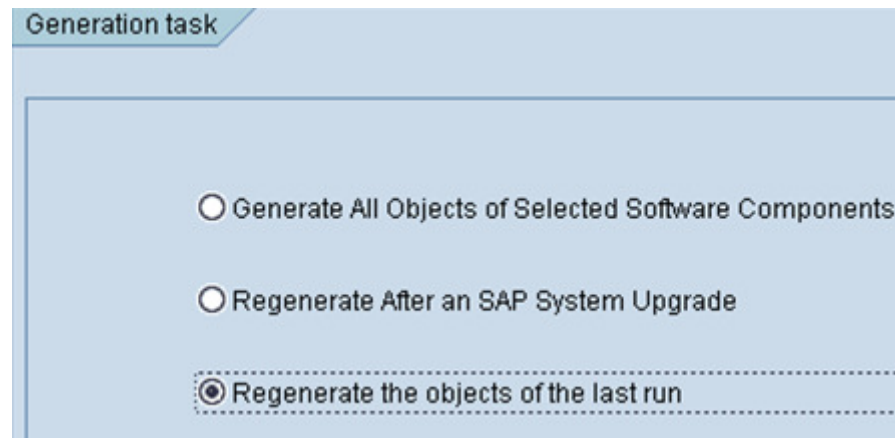 Generation task
Generate All Objects of Selected Software Components
Regenerate After an SAP System Upgrade
Regenerate the objects of the last run